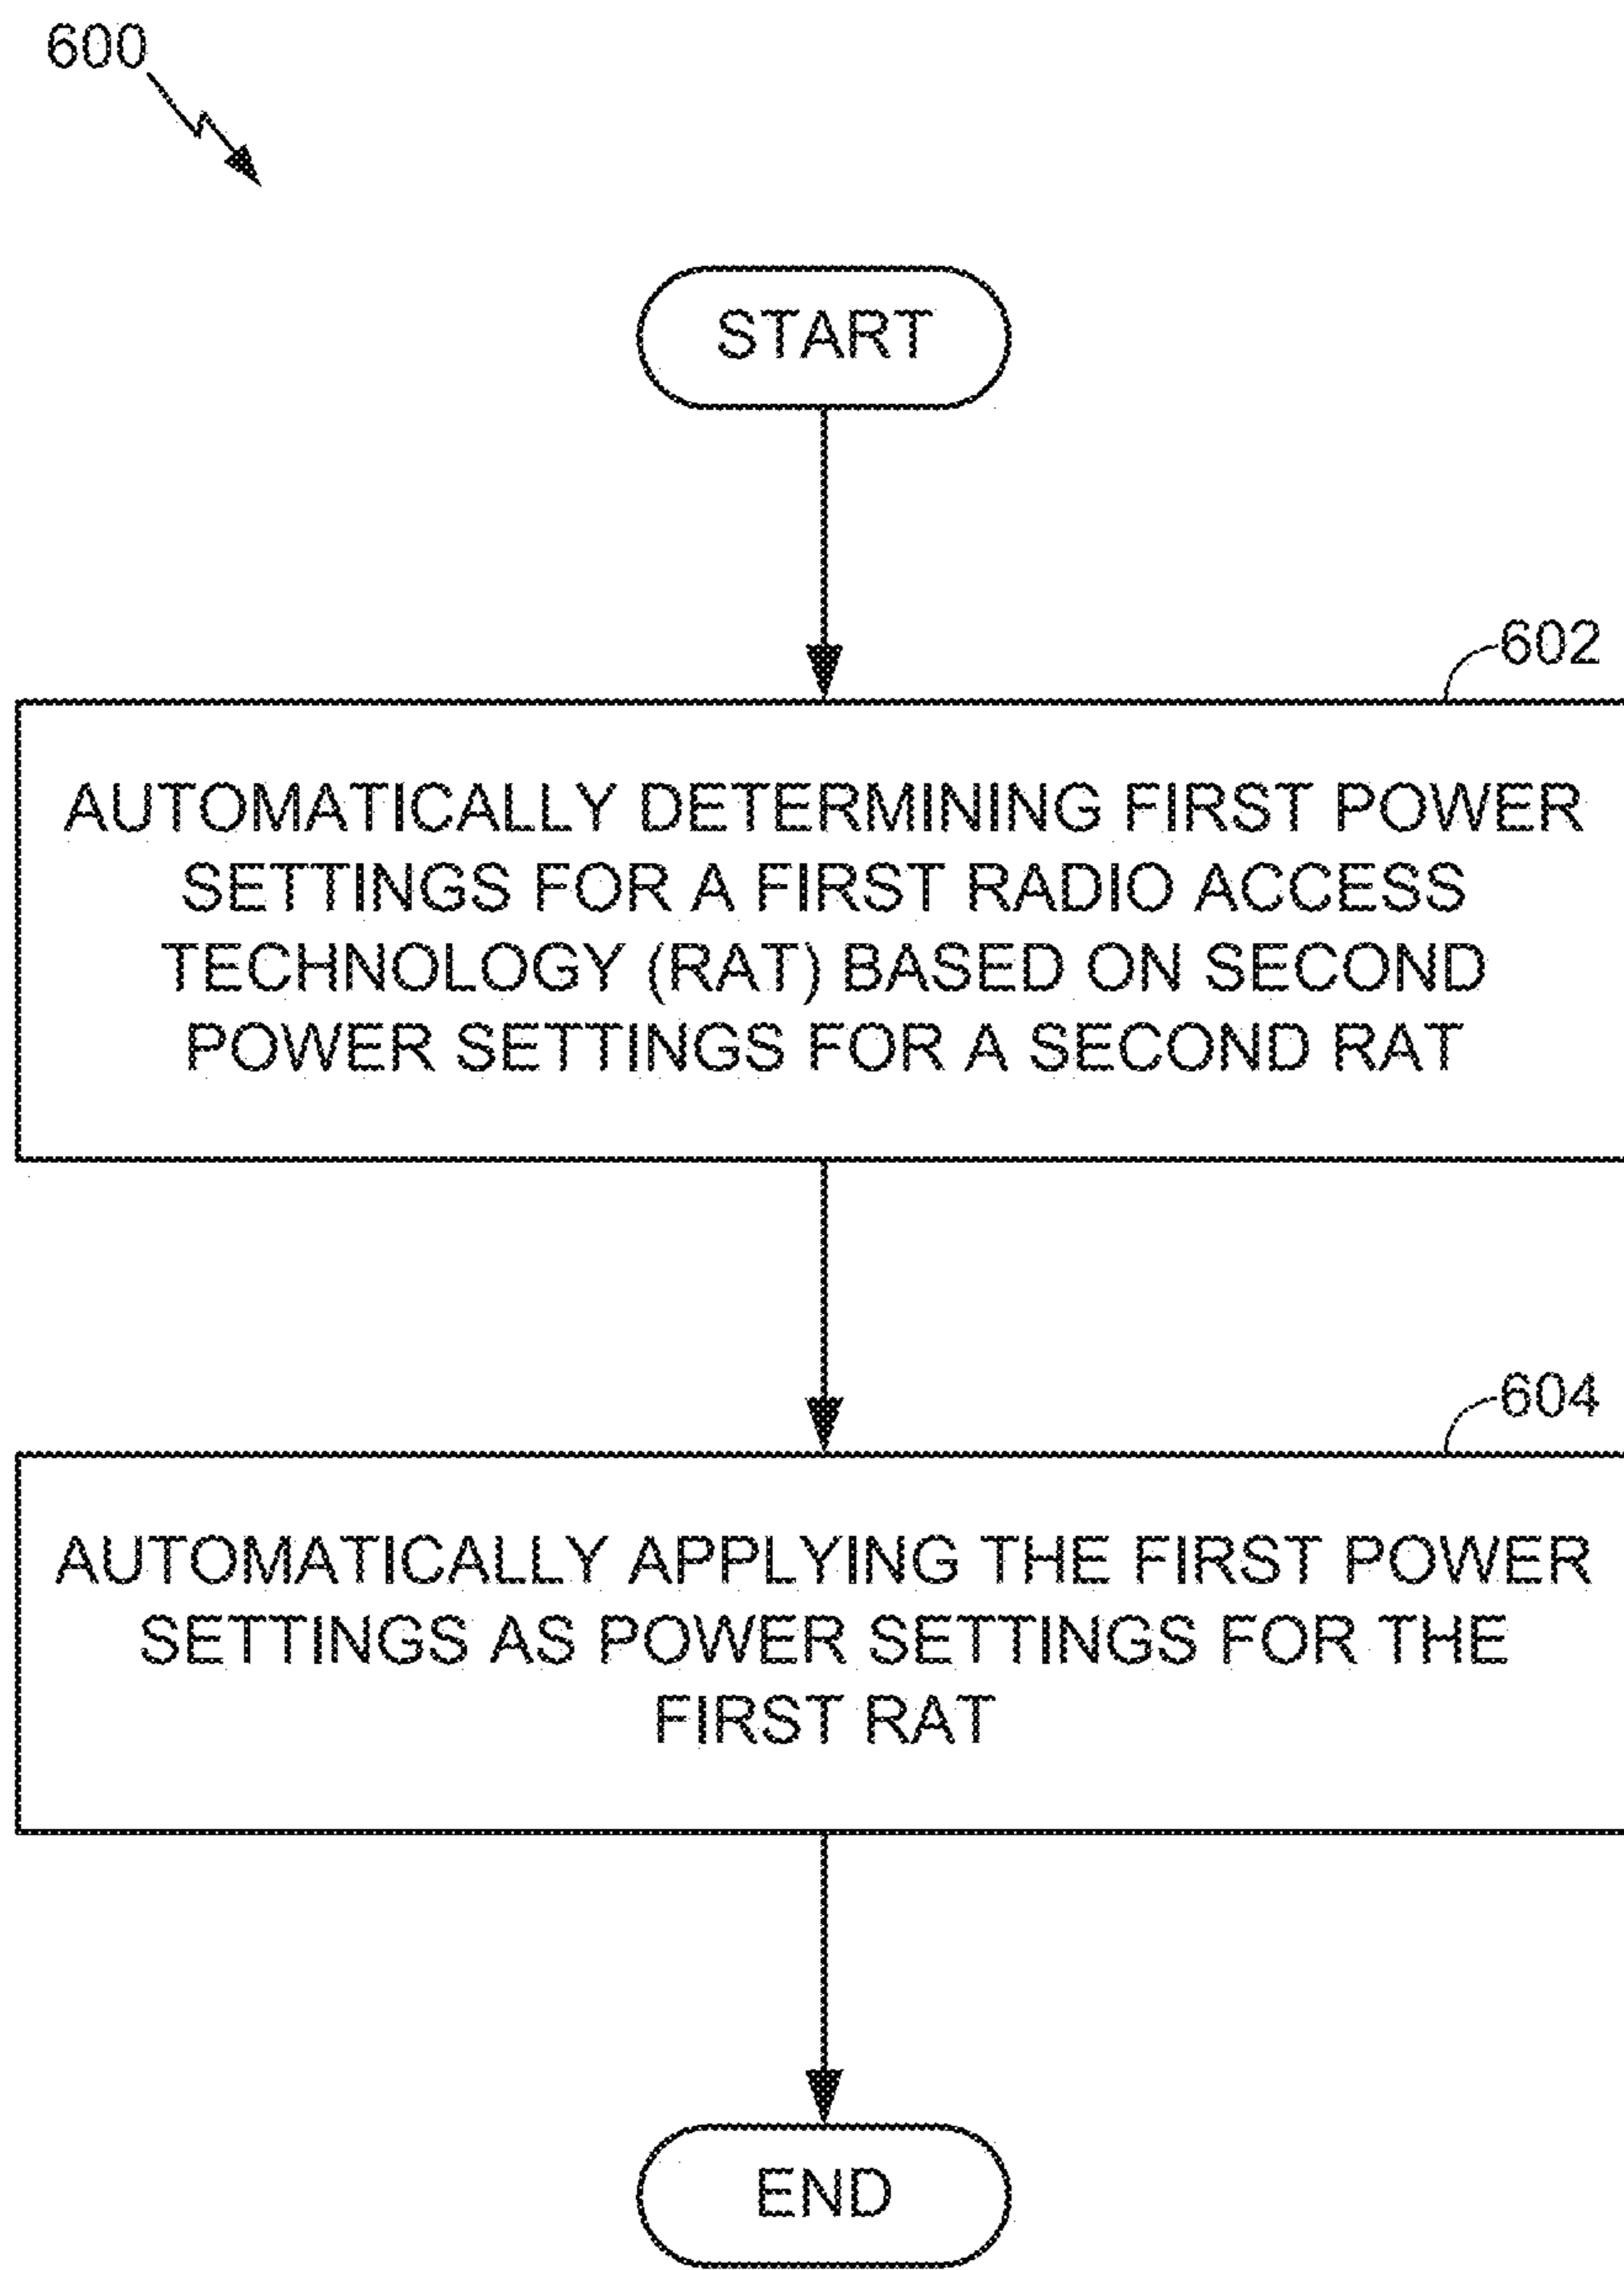 600
START
602
AUTOMATICALLY DETERMINING FIRST POWER
SETTINGS FOR A FIRST RADIO ACCESS
TECHNOLOGY (RAT) BASED ON SECOND
POWER SETTINGS FOR A SECOND RAT
604
AUTOMATICALLY APPLYING THE FIRST POWER
SETTINGS AS POWER SETTINGS FOR THE
FIRST RAT
END